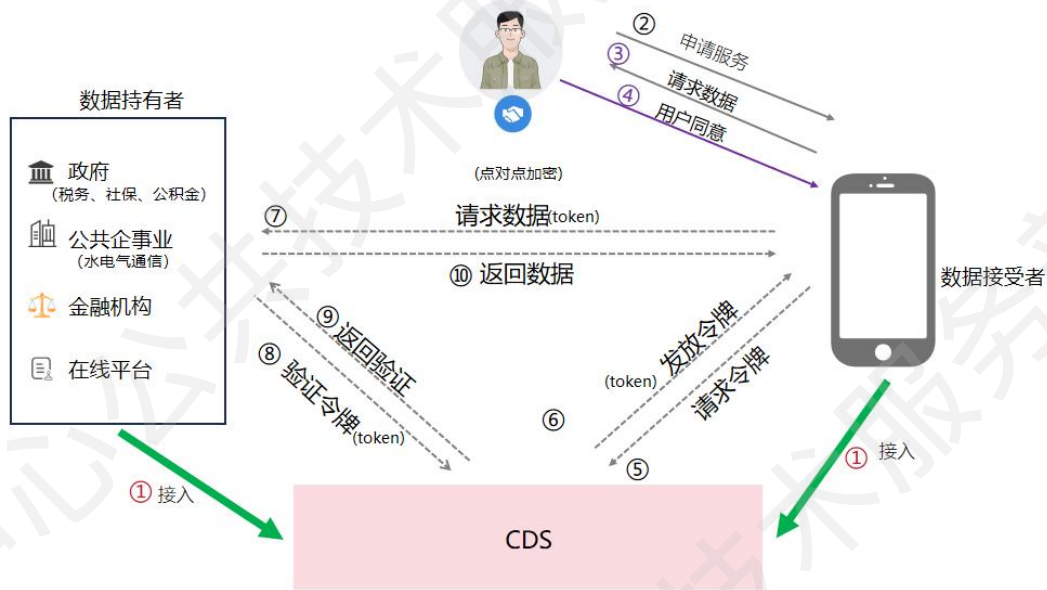 ②
申请服务
③
请求数据
④
用户同意
数据持有者
政府
(税务、社保、公积金)
公共企事业
(水电气通信)
金融机构
在线平台
(点对点加密)
⑦
请求数据(token)
⑩ 返回数据
数据接受者
⑨返回验证
⑧ 验证令牌(token)
(token) 发放令牌
请求令牌
⑥
⑤
① 接入
① 接入
CDS